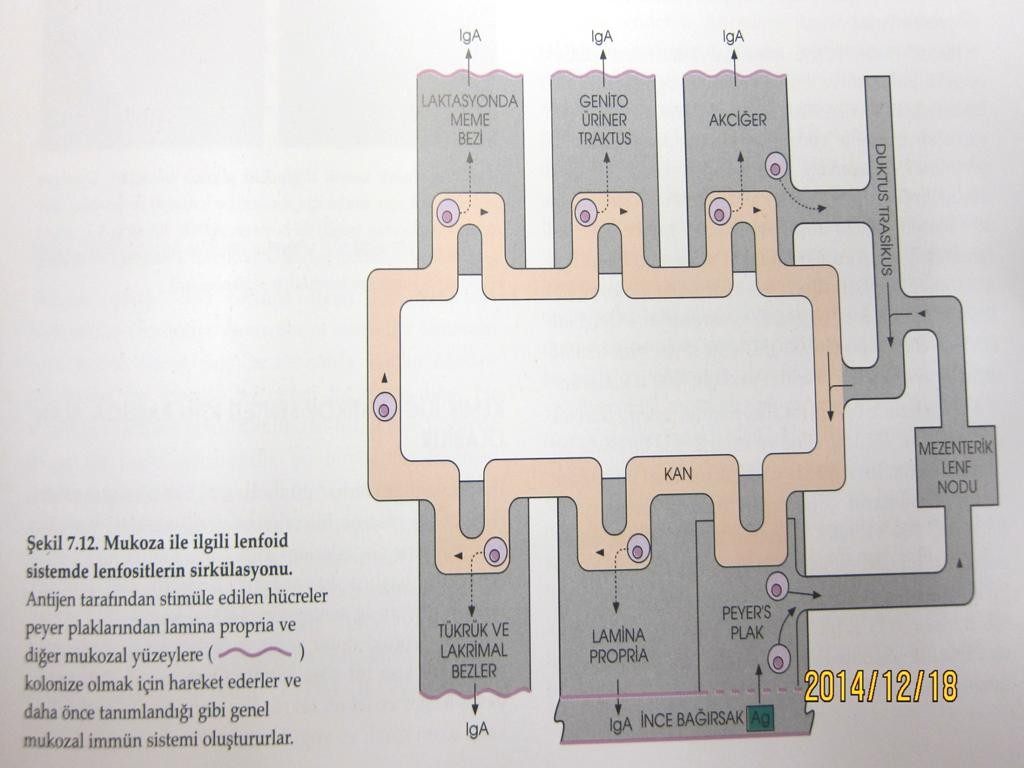 IgA
IgA
IgA
LAKTASYONDA
MEME
BEZİ
GENİTO
ÜRİNER
TRAKTUS
AKCİĞER
DUKTUS TRASİKUS
KAN
MEZENTERİK
LENF
NODU
TÜKRÜK VE
LAKRİMAL
BEZLER
LAMİNA
PROPRIA
PEYER'S
PLAK
IgA
IgA
İNCE BAĞIRSAK
Ag
Şekil 7.12. Mukoza ile ilgili lenfoid
sistemde lenfositlerin sirkülasyonu.
Antijen tarafından stimüle edilen hücreler
peyer plaklarından lamina propria ve
diğer mukozal yüzeylere ( )
kolonize olmak için hareket ederler ve
daha önce tanımlandığı gibi genel
mukozal immün sistemi oluştururlar.
2014/12/18